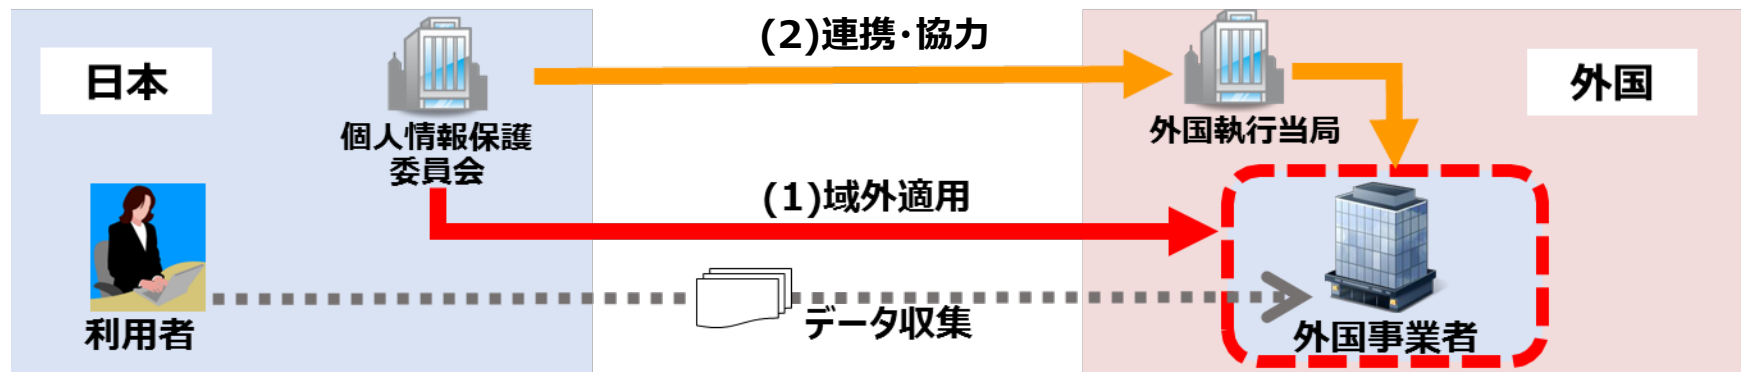 (2)連携･協力
日本
外国
個人情報保護
委員会
外国執行当局
(1)域外適用
データ収集
利用者
外国事業者